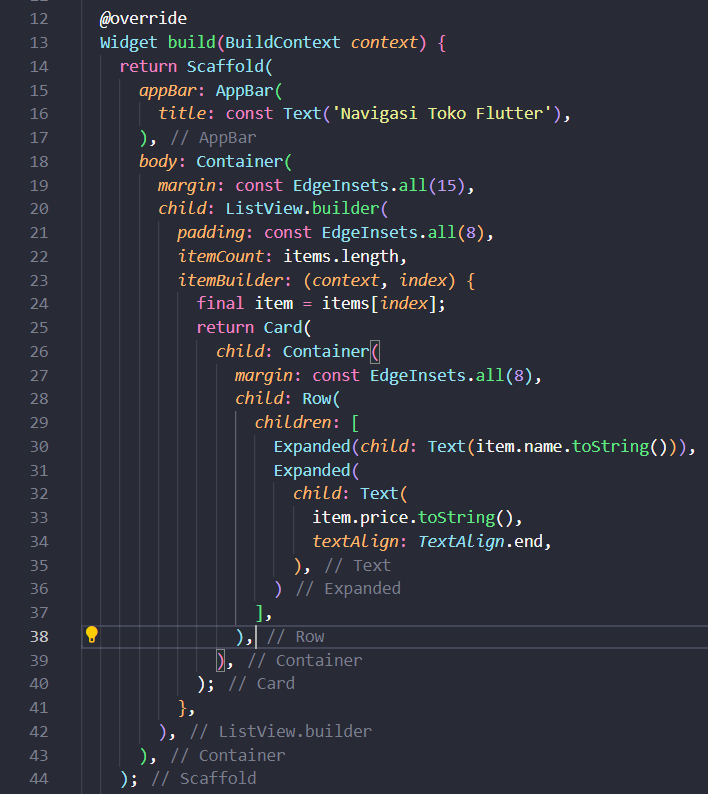 12 @override
13 Widget build(BuildContext context) {
14 return Scaffold(
15 appBar: AppBar(
16 title: const Text('Navigasi Toko Flutter'),
17 ), // AppBar
18 body: Container(
19 margin: const EdgeInsets.all(15),
20 child: ListView.builder(
21 padding: const EdgeInsets.all(8),
22 itemCount: items.length,
23 itemBuilder: (context, index) {
24 final item = items[index];
25 return Card(
26 child: Container(
27 margin: const EdgeInsets.all(8),
28 child: Row(
29 children: [
30 Expanded(child: Text(item.name.toString())),
31 Expanded(
32 child: Text(
33 item.price.toString(),
34 textAlign: TextAlign.end,
35 ), // Text
36 ) // Expanded
37 ],
38 ), // Row
39 ), // Container
40 ); // Card
41 },
42 ), // ListView.builder
43 ), // Container
44 ); // Scaffold